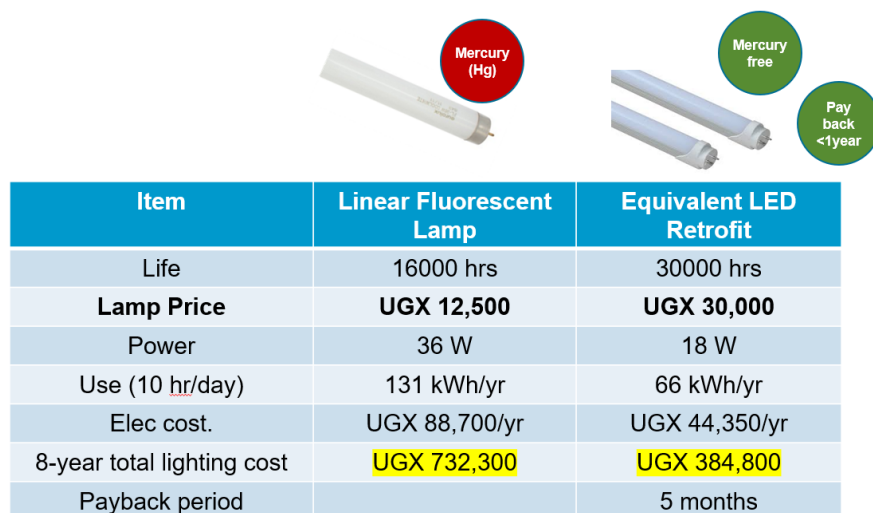 Mercury
(Hg)
Mercury
free
Pay
back
<1year
Item
Linear Fluorescent
Lamp
Equivalent LED
Retrofit
Life
16000 hrs
30000 hrs
Lamp Price
UGX 12,500
UGX 30,000
Power
36 W
18 W
Use (10 hr/day)
131 kWh/yr
66 kWh/yr
Elec cost.
UGX 88,700/yr
UGX 44,350/yr
8-year total lighting cost
UGX 732,300
UGX 384,800
Payback period
5 months